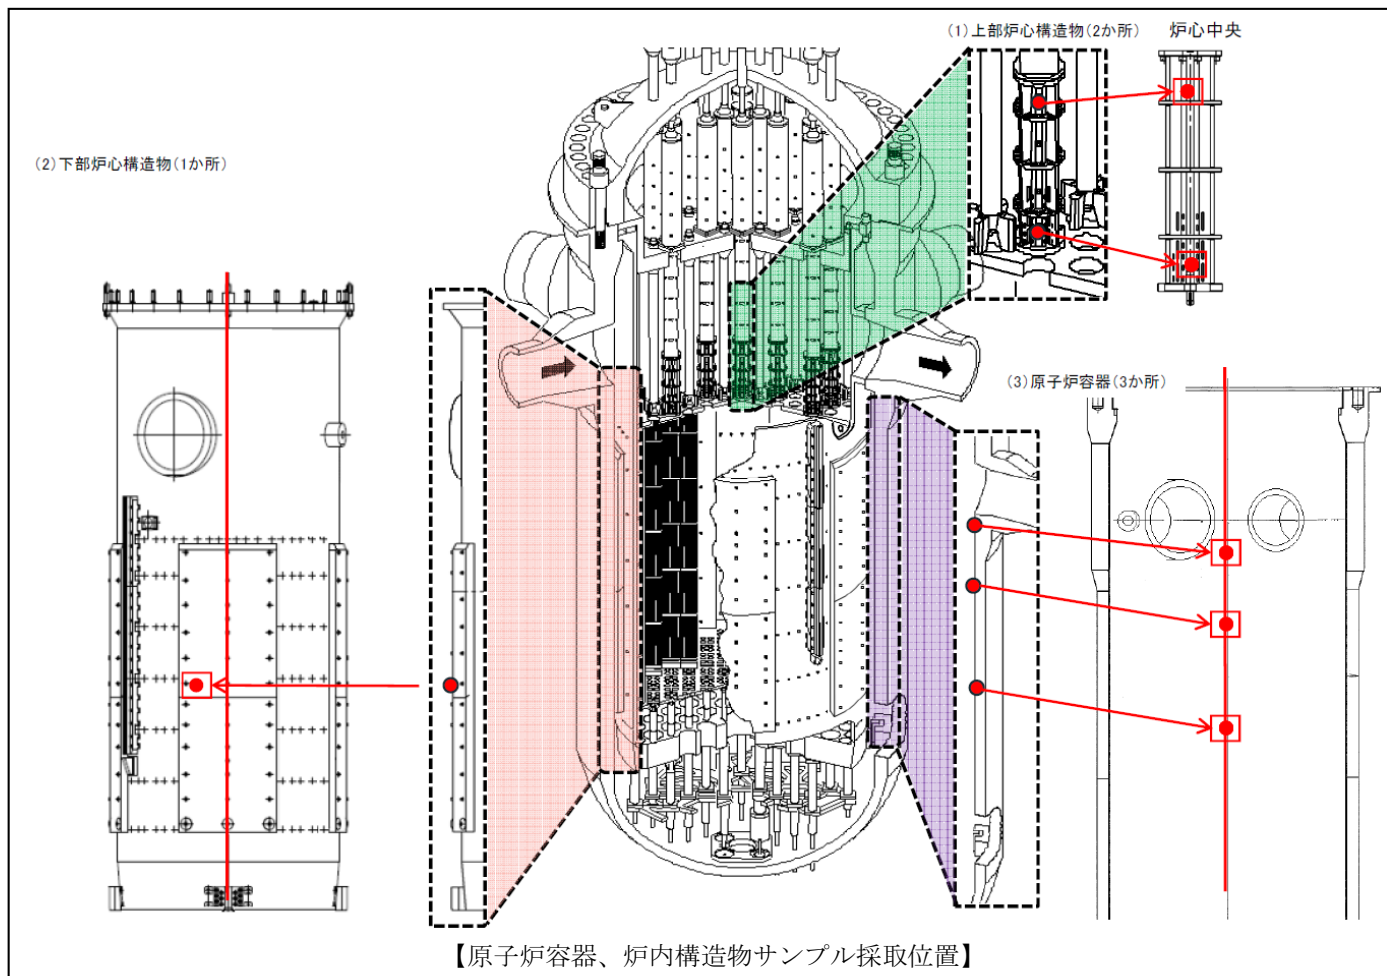 (1)上部炉心構造物(2か所)
炉心中央
(2)下部炉心構造物(1か所)
(3)原子炉容器(3か所)
【原子炉容器、炉内構造物サンプル採取位置】